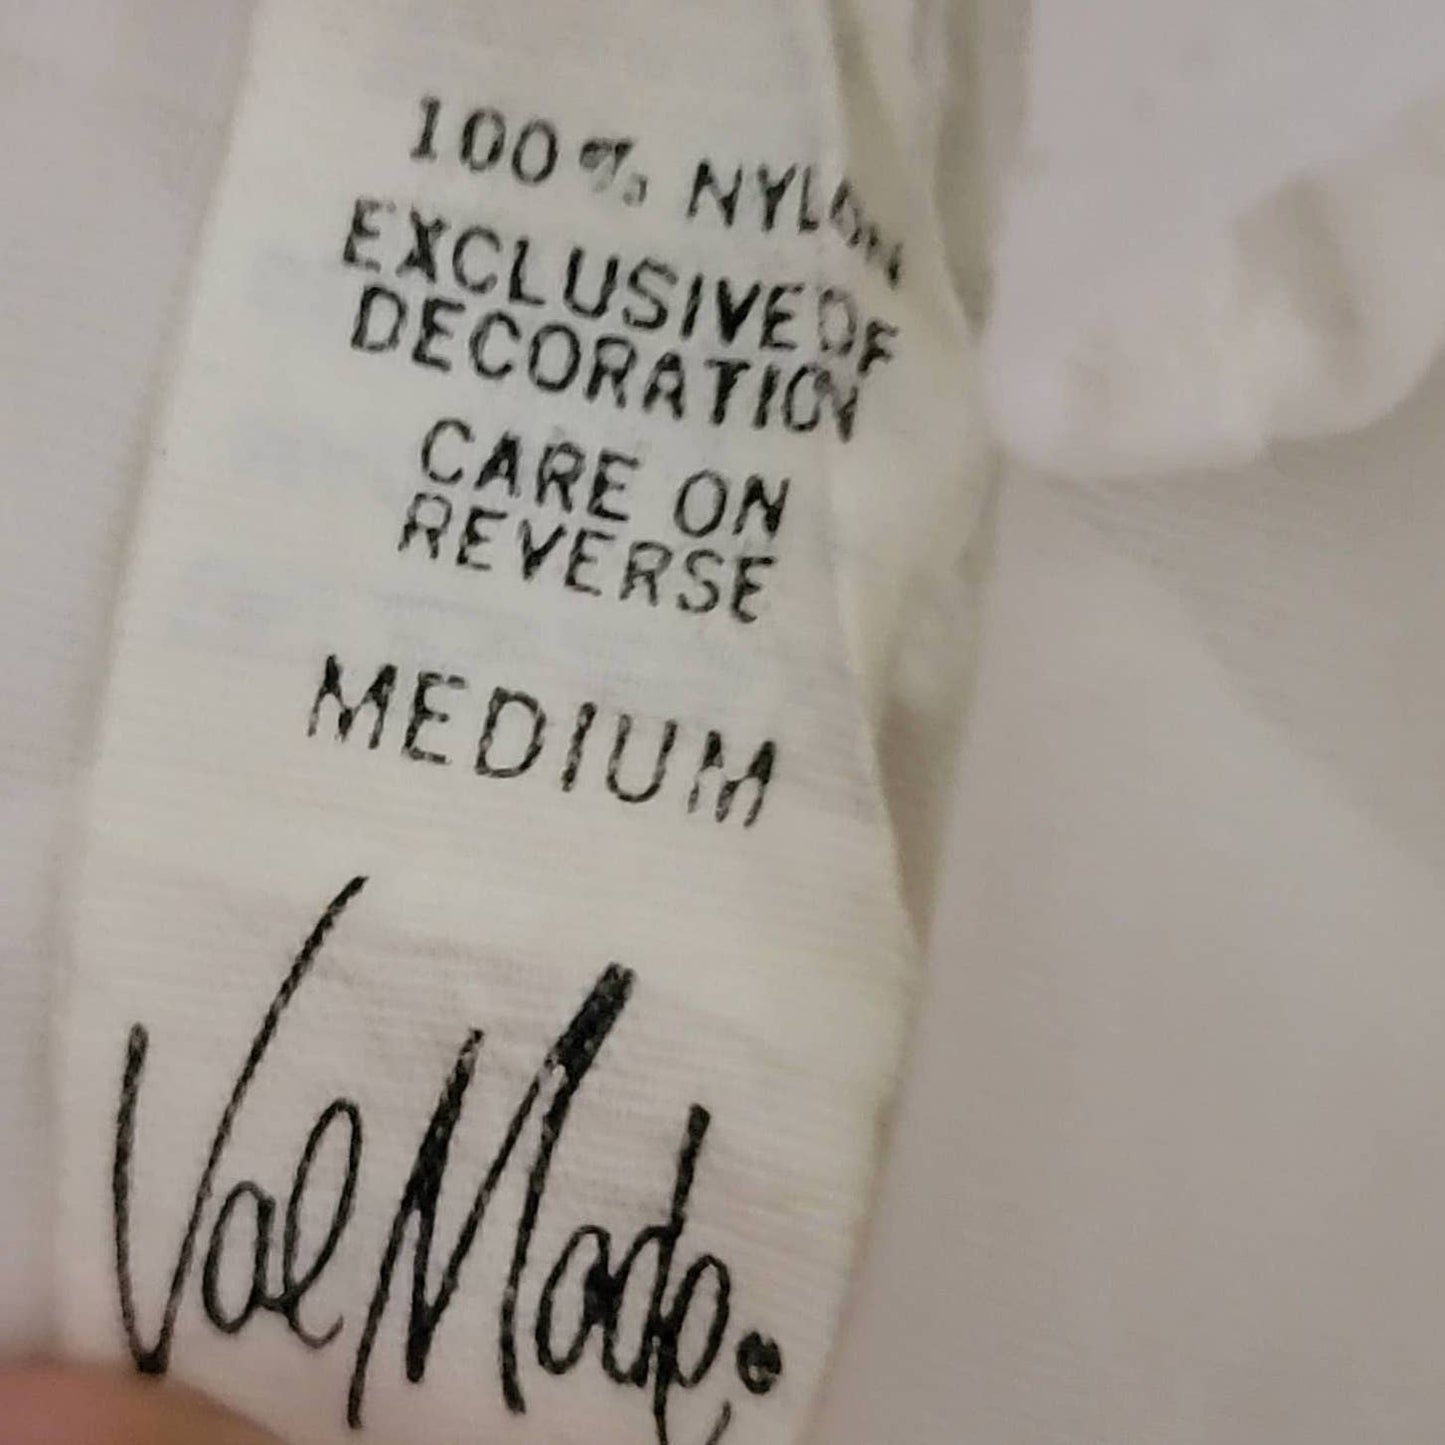 100% NYLON
EXCLUSIVE OF
DECORATION
CARE ON
REVERSE
MEDIUM
Val Mode